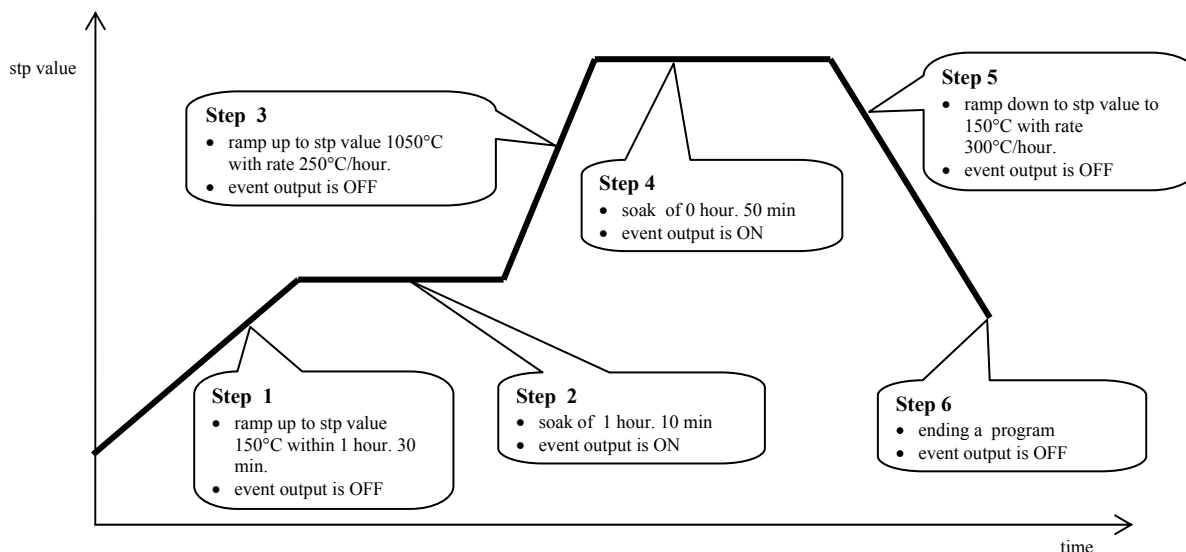 stp value
Step 3
• ramp up to stp value 1050°C
with rate 250°C/hour.
• event output is OFF
Step 4
• soak of 0 hour. 50 min
• event output is ON
Step 5
• ramp down to stp value to
150°C with rate
300°C/hour.
• event output is OFF
Step 1
• ramp up to stp value
150°C within 1 hour. 30
min.
• event output is OFF
Step 2
• soak of 1 hour. 10 min
• event output is ON
Step 6
• ending a program
• event output is OFF
time